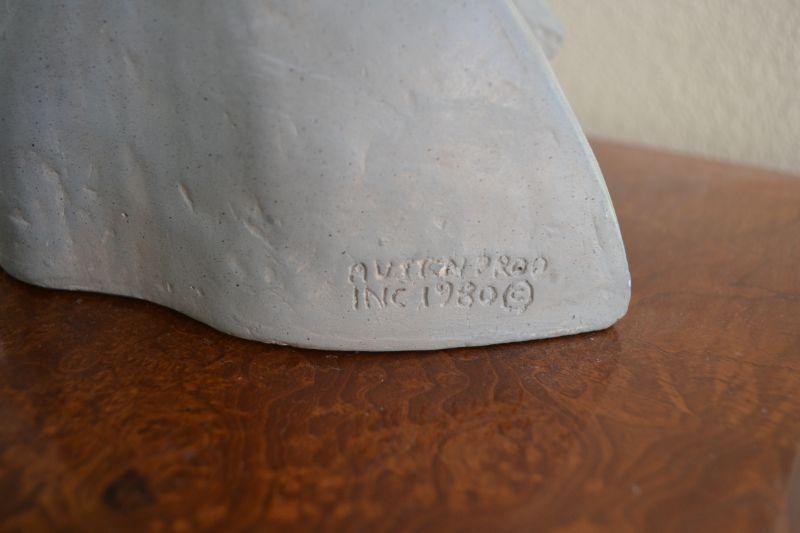 AUSTIN PROD
INC 1980 ©